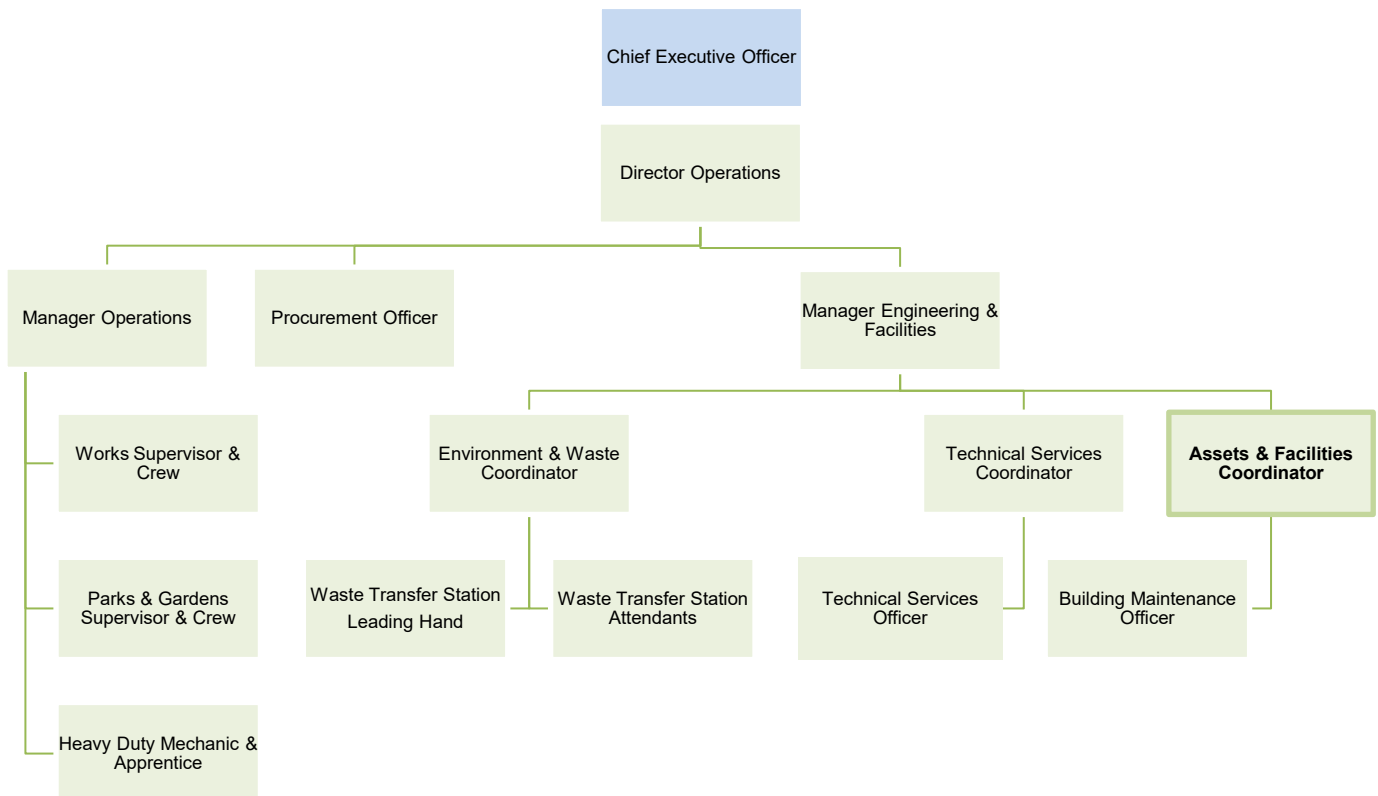 Chief Executive Officer
Director Operations
Manager Operations
Procurement Officer
Manager Engineering &
Facilities
Works Supervisor &
Crew
Environment & Waste
Coordinator
Technical Services
Coordinator
Assets & Facilities
Coordinator
Parks & Gardens
Supervisor & Crew
Waste Transfer Station
Leading Hand
Waste Transfer Station
Attendants
Technical Services
Officer
Building Maintenance
Officer
Heavy Duty Mechanic &
Apprentice